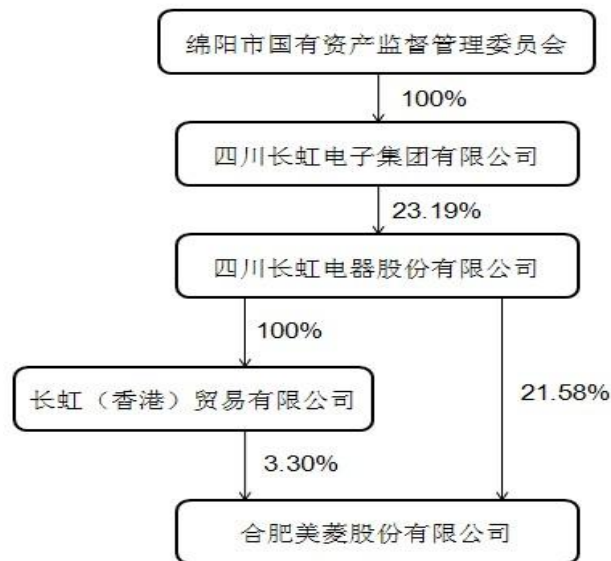 绵阳市国有资产监督管理委员会
100%
四川长虹电子集团有限公司
23.19%
四川长虹电器股份有限公司
100%
21.58%
长虹（香港）贸易有限公司
3.30%
合肥美菱股份有限公司